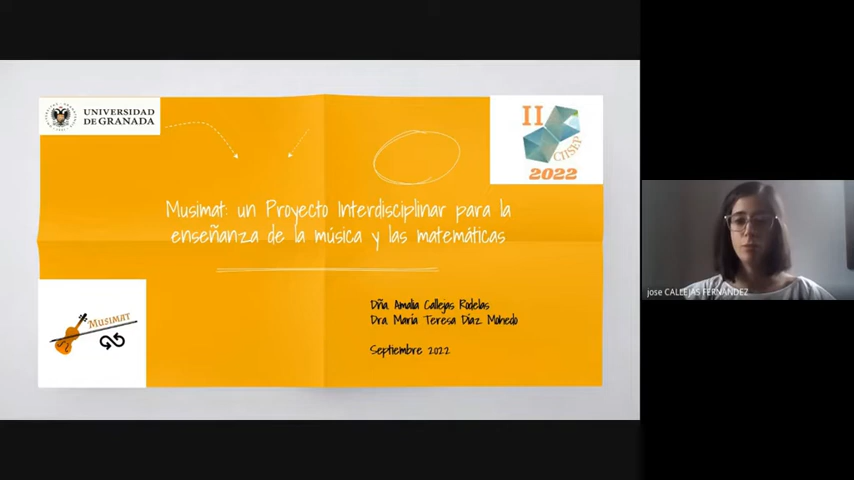 UNIVERSIDAD
DE GRANADA
II
CIISEP
2022
Musimat: un Proyecto Interdisciplinar para la
enseñanza de la música y las matemáticas
MUSIMAT
Dña. Amalia Callejas Rodelas
Dra. María Teresa Díaz Mohedo
Septiembre 2022
jose CALLEJAS FERNANDEZ